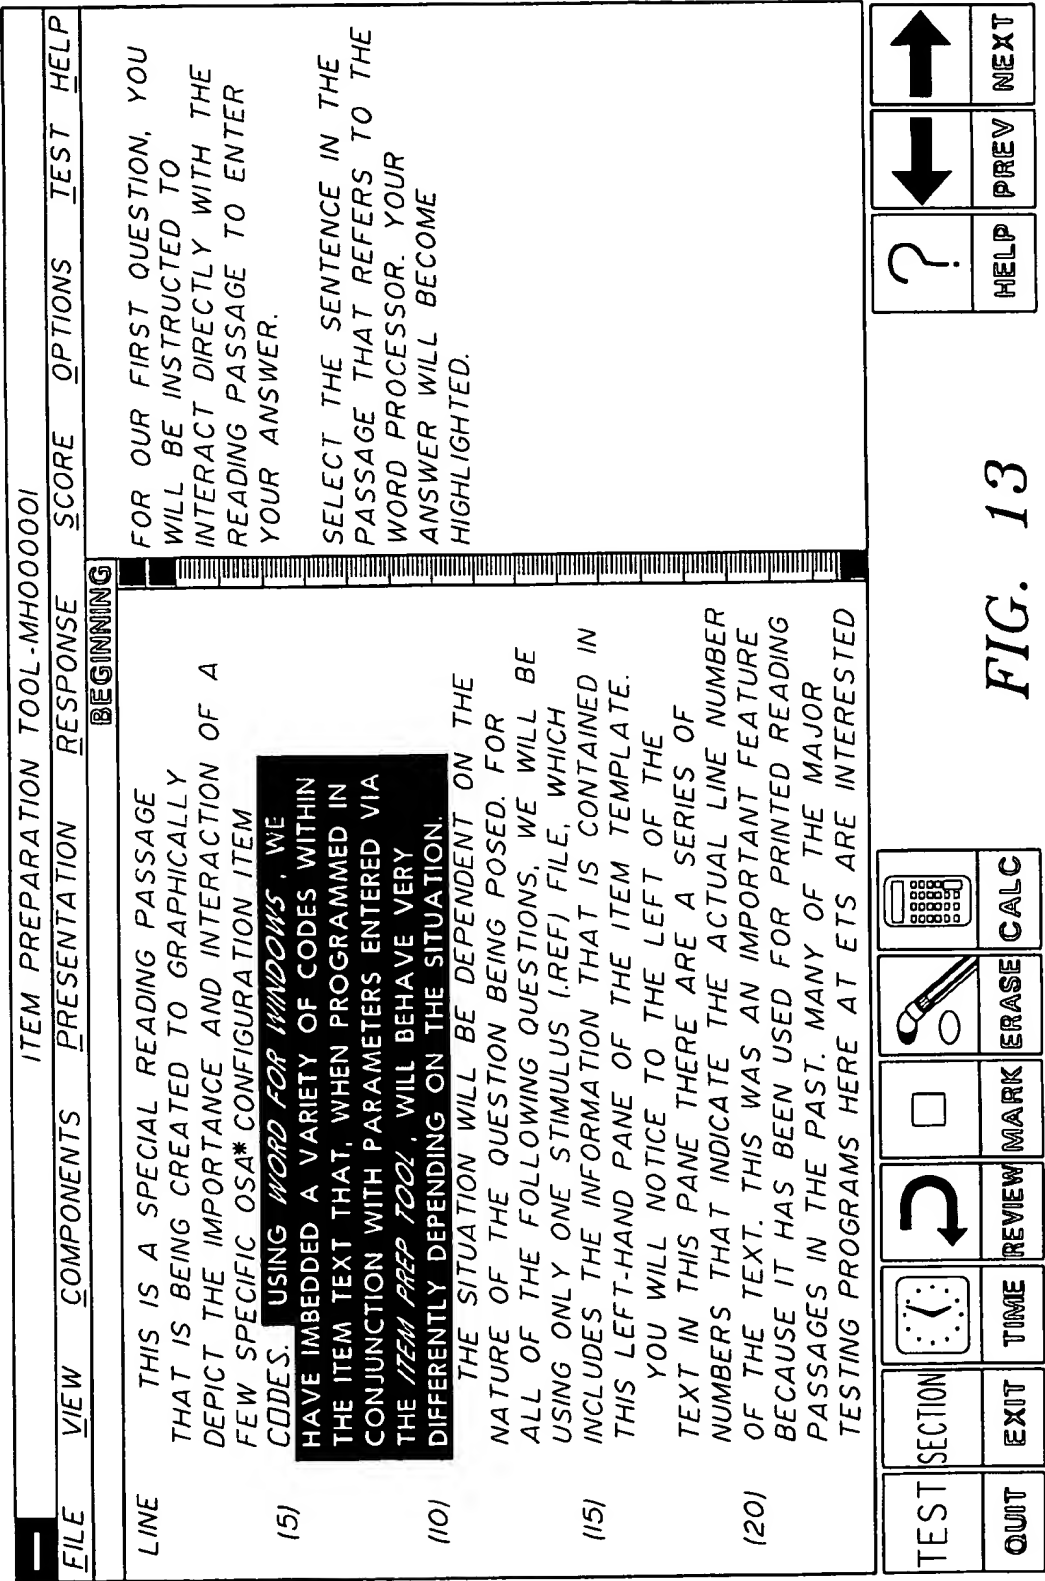 ITEM PREPARATION TOOL-MH000001
FILE VIEW COMPONENTS PRESENTATION RESPONSE SCORE OPTIONS TEST HELP
BEGINNING
LINE THIS IS A SPECIAL READING PASSAGE
THAT IS BEING CREATED TO GRAPHICALLY
DEPICT THE IMPORTANCE AND INTERACTION OF A
FEW SPECIFIC OSA* CONFIGURATION ITEM
(5) CODES. USING WORD FOR WINDOWS, WE
HAVE IMBEDDED A VARIETY OF CODES WITHIN
THE ITEM TEXT THAT, WHEN PROGRAMMED IN
CONJUNCTION WITH PARAMETERS ENTERED VIA
THE ITEM PREP TOOL, WILL BEHAVE VERY
(10) DIFFERENTLY DEPENDING ON THE SITUATION.
THE SITUATION WILL BE DEPENDENT ON THE
NATURE OF THE QUESTION BEING POSED. FOR
ALL OF THE FOLLOWING QUESTIONS, WE WILL BE
USING ONLY ONE STIMULUS (.REF) FILE, WHICH
(15) INCLUDES THE INFORMATION THAT IS CONTAINED IN
THIS LEFT-HAND PANE OF THE ITEM TEMPLATE.
YOU WILL NOTICE TO THE LEFT OF THE
TEXT IN THIS PANE THERE ARE A SERIES OF
NUMBERS THAT INDICATE THE ACTUAL LINE NUMBER
(20) OF THE TEXT. THIS WAS AN IMPORTANT FEATURE
BECAUSE IT HAS BEEN USED FOR PRINTED READING
PASSAGES IN THE PAST. MANY OF THE MAJOR
TESTING PROGRAMS HERE AT ETS ARE INTERESTED
FOR OUR FIRST QUESTION, YOU
WILL BE INSTRUCTED TO
INTERACT DIRECTLY WITH THE
READING PASSAGE TO ENTER
YOUR ANSWER.
SELECT THE SENTENCE IN THE
PASSAGE THAT REFERS TO THE
WORD PROCESSOR. YOUR
ANSWER WILL BECOME
HIGHLIGHTED.
TEST SECTION ?
QUIT EXIT TIME REVIEW MARK ERASE CALC HELP PREV NEXT
FIG. 13